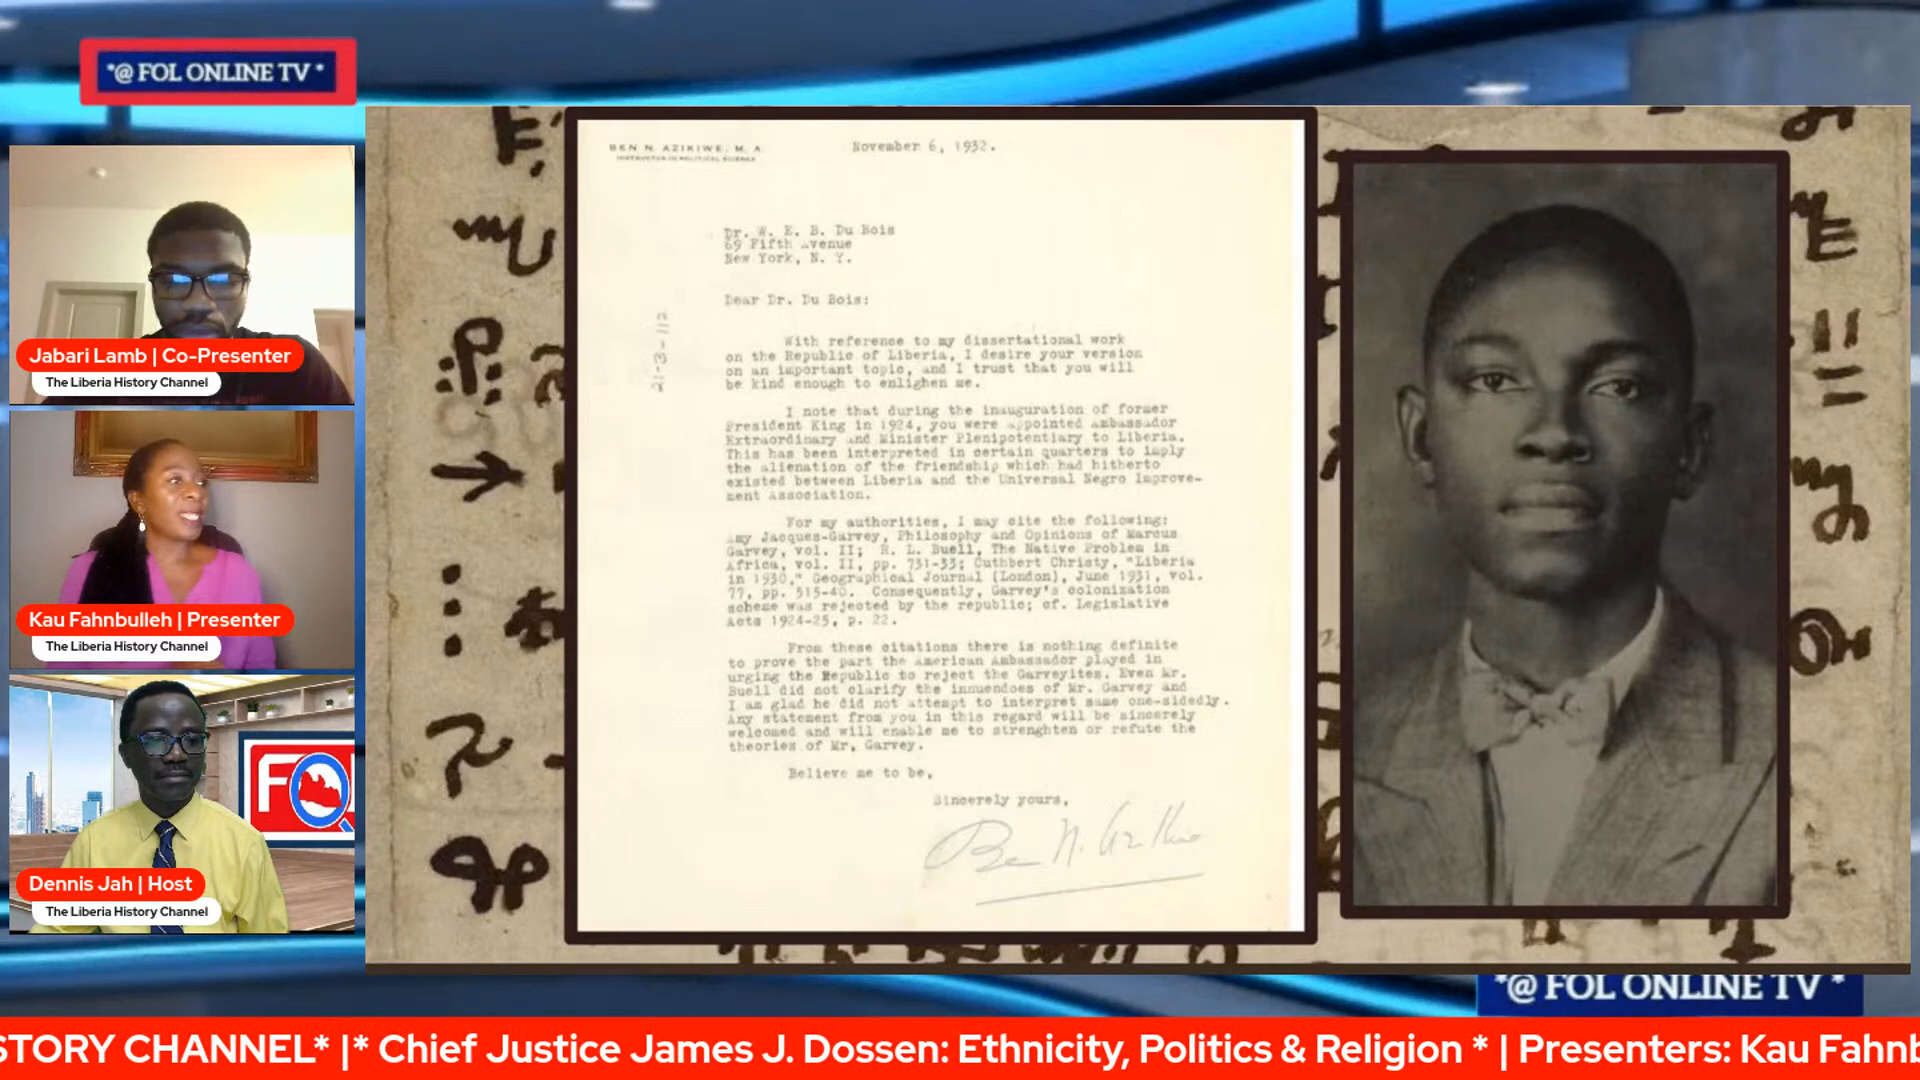 *@ FOL ONLINE TV *
Jabari Lamb | Co-Presenter
The Liberia History Channel
Kau Fahnbulleh | Presenter
The Liberia History Channel
FOL
Dennis Jah | Host
The Liberia History Channel
BEN N. AZIKIWE, M. A.
INSTRUCTOR IN POLITICAL SCIENCE
November 6, 1932.
Dr. W. E. B. Du Bois
69 Fifth Avenue
New York, N. Y.
Dear Dr. Du Bois:
With reference to my dissertational work
on the Republic of Liberia, I desire your version
on an important topic, and I trust that you will
be kind enough to enlighen me.
I note that during the inauguration of former
President King in 1924, you were appointed Ambassador
Extraordinary and Minister Plenipotentiary to Liberia.
This has been interpreted in certain quarters to imply
the alienation of the friendship which had hitherto
existed between Liberia and the Universal Negro Improve-
ment Association.
For my authorities, I may cite the following:
Amy Jacques-Garvey, Philosophy and Opinions of Marcus
Garvey, vol. II; R. L. Buell, The Native Problem in
Africa, vol. II, pp. 731-33; Cuthbert Christy, "Liberia
in 1930," Geographical Journal (London), June 1931, vol.
77, pp. 515-40. Consequently, Garvey's colonization
scheme was rejected by the republic; cf. Legislative
Acts 1924-25, p. 22.
From these citations there is nothing definite
to prove the part the American Ambassador played in
urging the Republic to reject the Garveyites. Even Mr.
Buell did not clarify the innuendoes of Mr. Garvey and
I am glad he did not attempt to interpret same one-sidedly.
Any statement from you in this regard will be sincerely
welcomed and will enable me to strenghten or refute the
theories of Mr. Garvey.
Believe me to be,
Sincerely yours,
Ben N. Azikiwe
*@ FOL ONLINE TV *
STORY CHANNEL* |* Chief Justice James J. Dossen: Ethnicity, Politics & Religion * | Presenters: Kau Fahnb